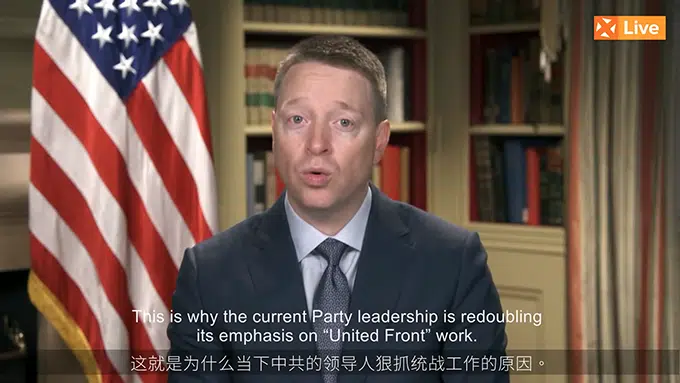 Live
This is why the current Party leadership is redoubling
its emphasis on “United Front” work.
这就是为什么当下中共的领导人狠抓统战工作的原因。